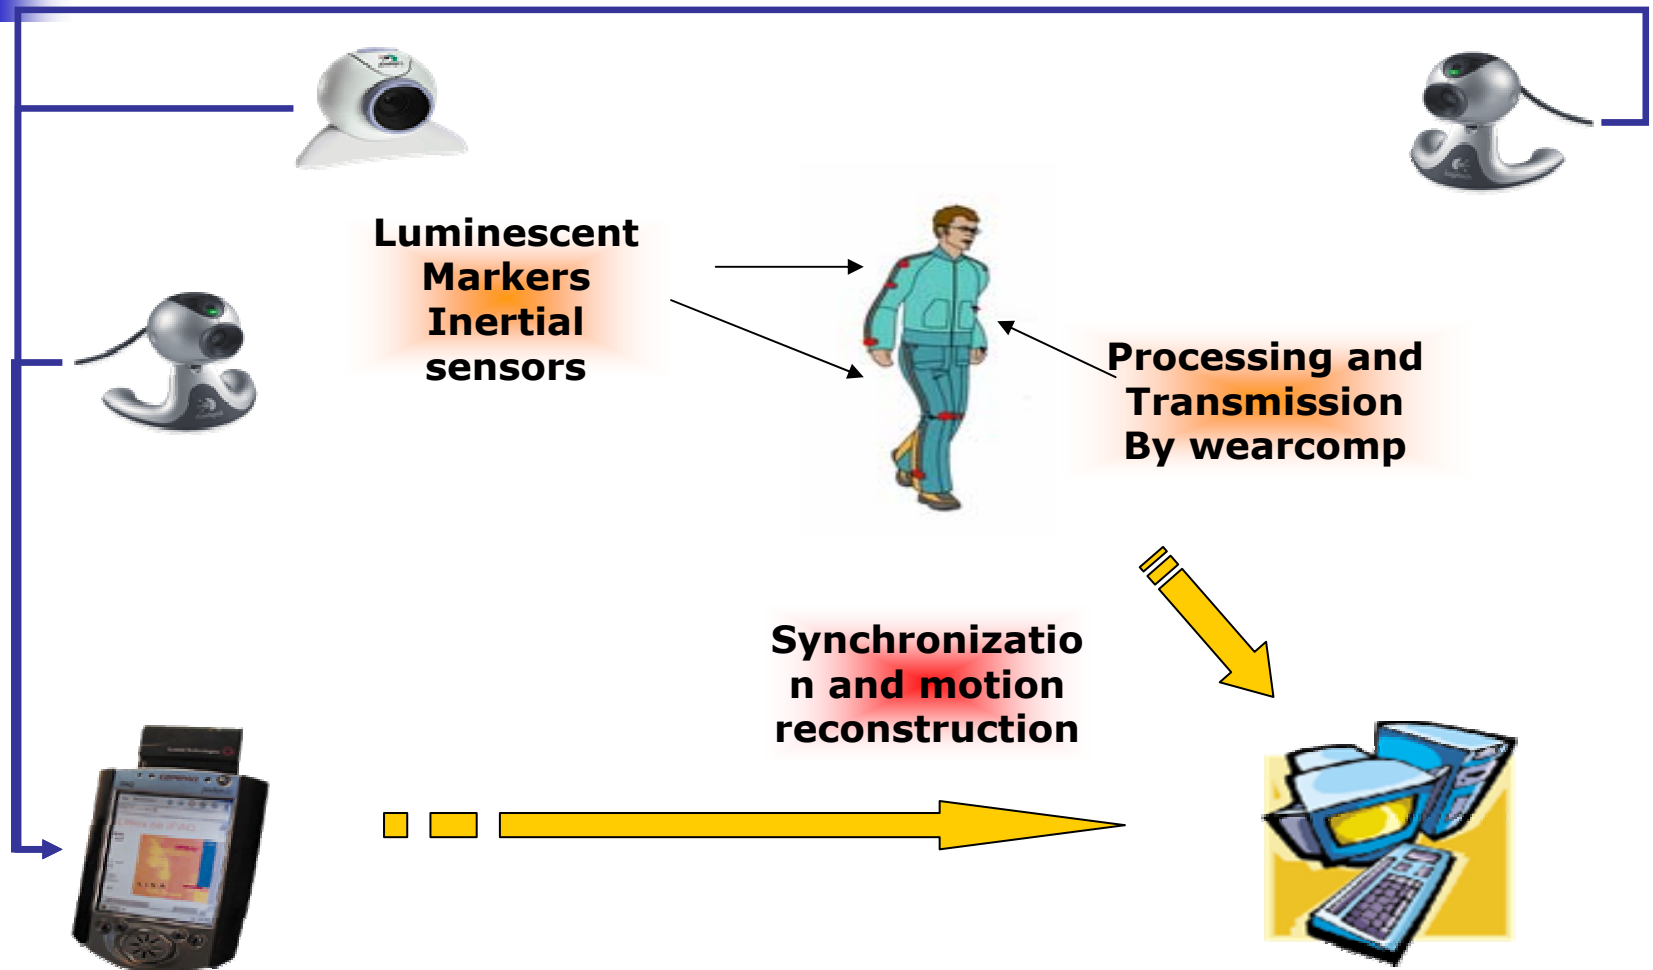 Luminescent
Markers
Inertial
sensors
Processing and
Transmission
By wearcomp
Synchronizatio
n and motion
reconstruction